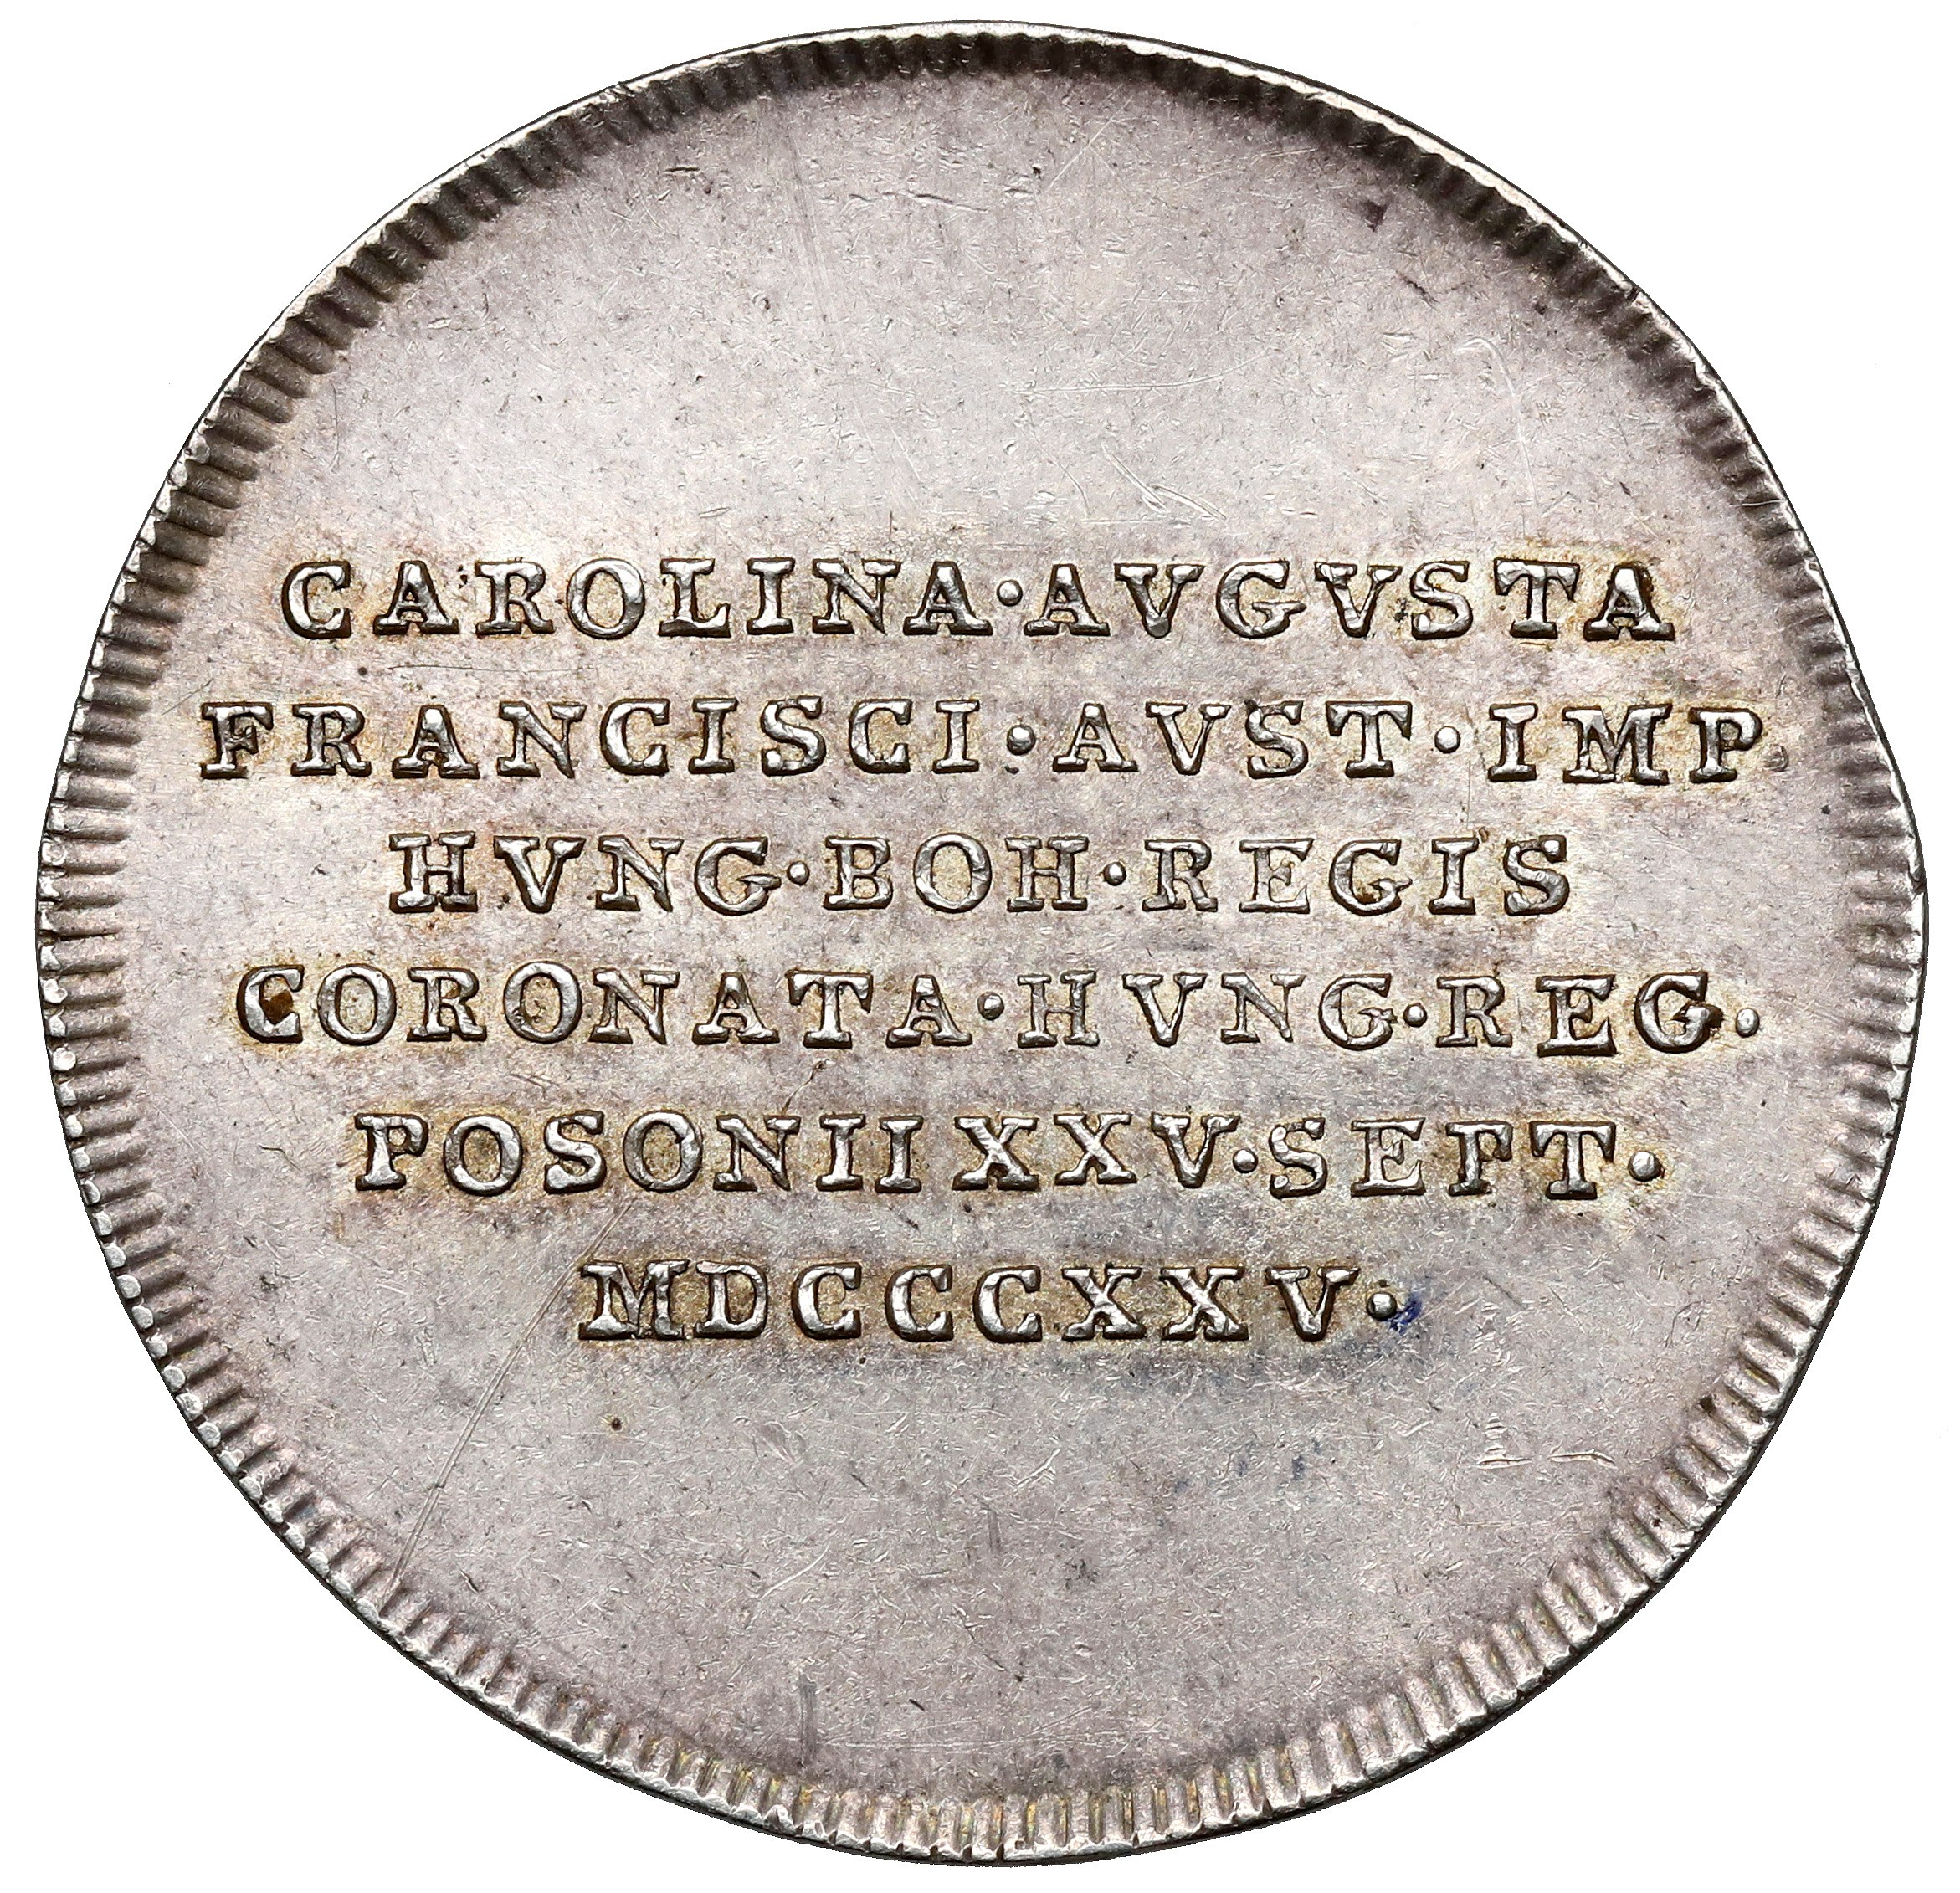 CAROLINA·AVGVSTA
FRANCISCI·AVST·IMP.
HVNG·BOH·REGIS
CORONATA·HVNG·REG.
POSONII XXV·SEPT·
MDCCCXXV·